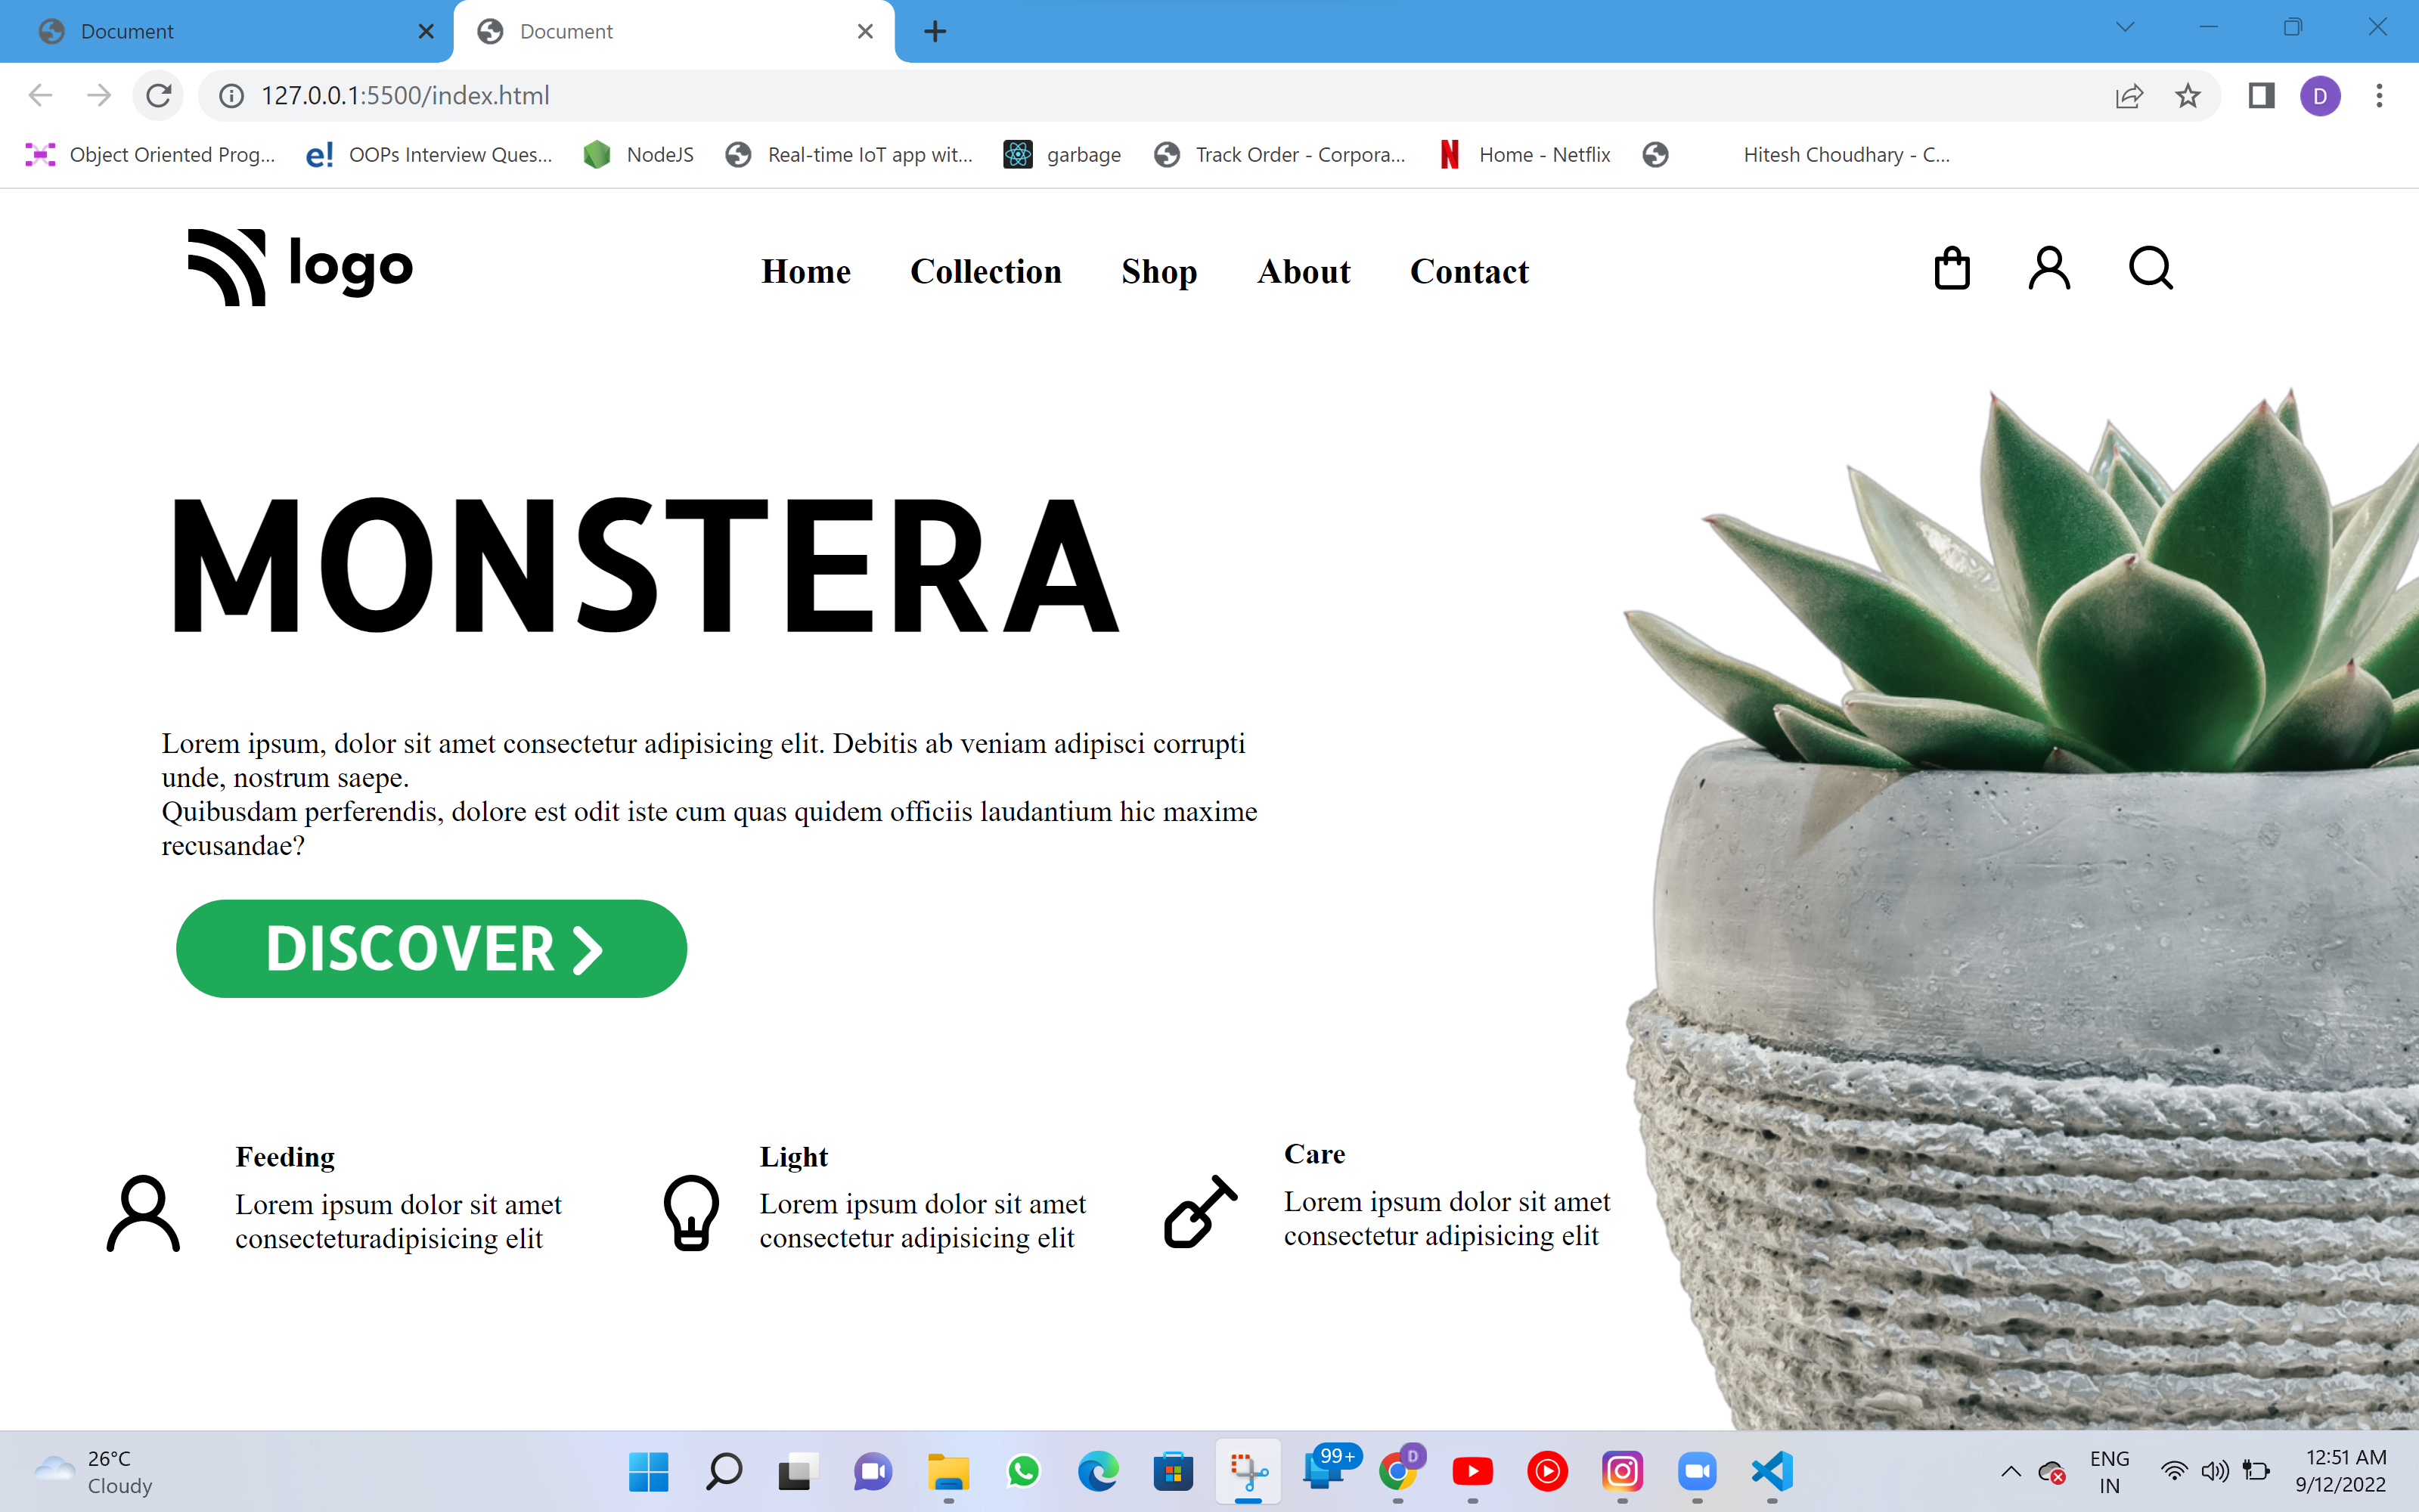 Document
Document
127.0.0.1:5500/index.html
Object Oriented Prog...
e! OOPs Interview Ques...
NodeJS
Real-time IoT app wit...
garbage
Track Order - Corpora...
Home - Netflix
Hitesh Choudhary - C...
D
logo
Home Collection Shop About Contact
MONSTERA
Lorem ipsum, dolor sit amet consectetur adipisicing elit. Debitis ab veniam adipisci corrupti
unde, nostrum saepe.
Quibusdam perferendis, dolore est odit iste cum quas quidem officiis laudantium hic maxime
recusandae?
DISCOVER
Feeding
Lorem ipsum dolor sit amet
consecteturadipisicing elit
Light
Lorem ipsum dolor sit amet
consectetur adipisicing elit
Care
Lorem ipsum dolor sit amet
consectetur adipisicing elit
26°C
Cloudy
99+
D
ENG
IN
12:51 AM
9/12/2022